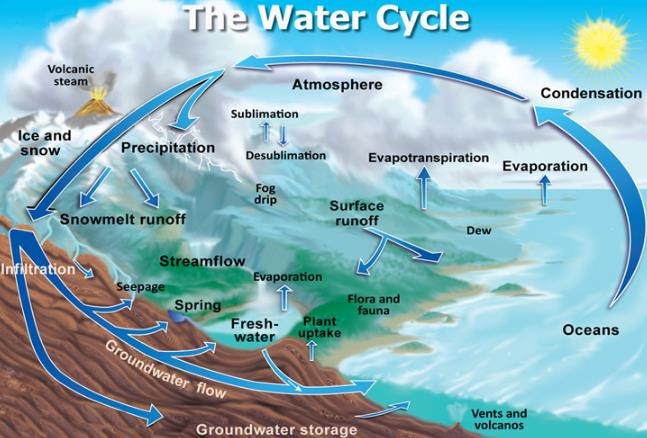 The Water Cycle
Volcanic
steam
Atmosphere
Condensation
Ice and
snow
Precipitation
Sublimation
Desublimation
Evapotranspiration
Evaporation
Fog
drip
Snowmelt runoff
Surface
runoff
Dew
Infiltration
Streamflow
Seepage
Evaporation
Spring
Flora and
fauna
Fresh-
water
Plant
uptake
Oceans
Groundwater flow
Groundwater storage
Vents and
volcanos